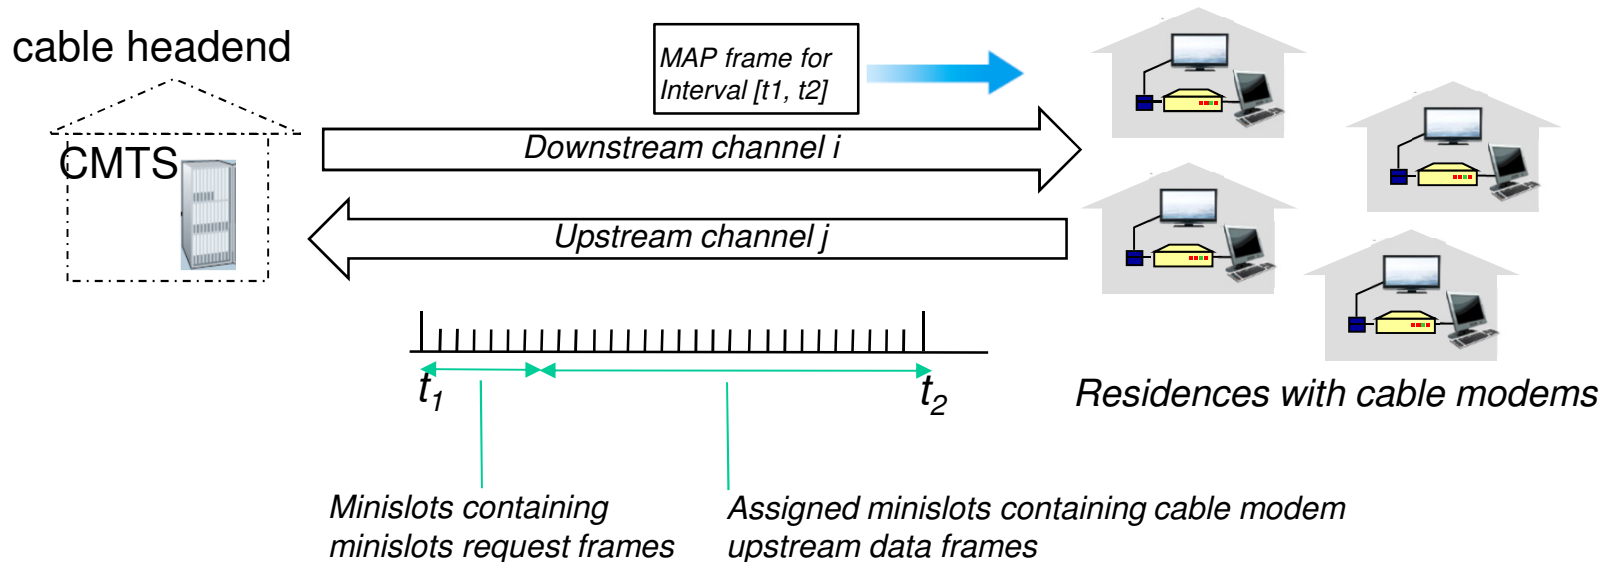 cable headend
MAP frame for
Interval [t1, t2]
CMTS
Downstream channel i
Upstream channel j
t1
t2
Residences with cable modems
Minislots containing
minislots request frames
Assigned minislots containing cable modem
upstream data frames